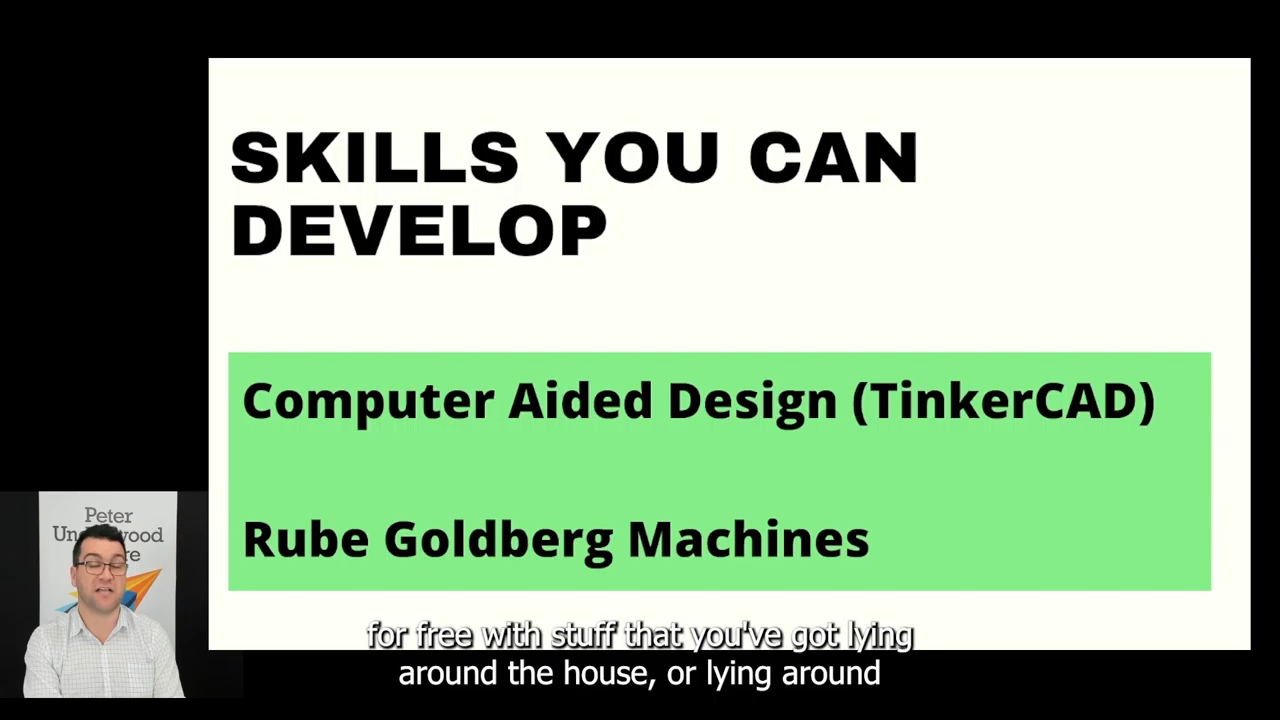 SKILLS YOU CAN
DEVELOP
Computer Aided Design (TinkerCAD)
Rube Goldberg Machines
Peter
for free with stuff that you've got lying
around the house, or lying around